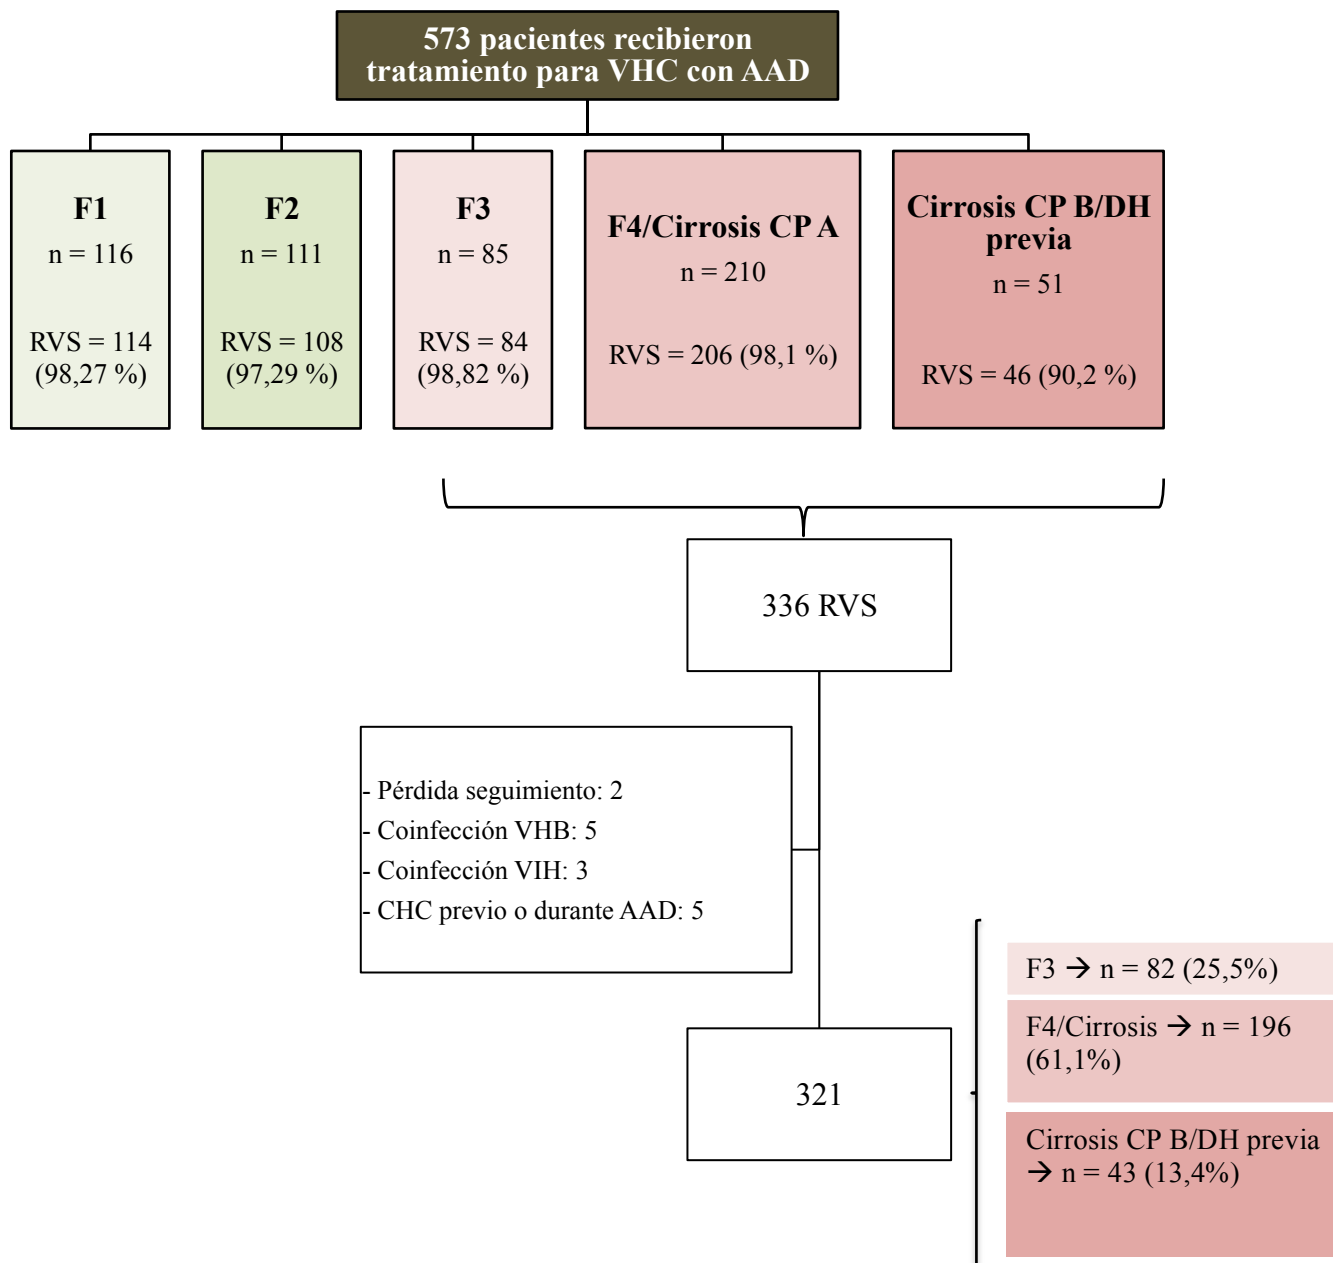 573 pacientes recibieron
tratamiento para VHC con AAD
F1
n = 116
RVS = 114
(98,27 %)
F2
n = 111
RVS = 108
(97,29 %)
F3
n = 85
RVS = 84
(98,82 %)
F4/Cirrosis CP A
n = 210
RVS = 206 (98,1 %)
Cirrosis CP B/DH
previa
n = 51
RVS = 46 (90,2 %)
336 RVS
- Pérdida seguimiento: 2
- Coinfección VHB: 5
- Coinfección VIH: 3
- CHC previo o durante AAD: 5
321
F3 → n = 82 (25,5%)
F4/Cirrosis → n = 196
(61,1%)
Cirrosis CP B/DH previa
→ n = 43 (13,4%)